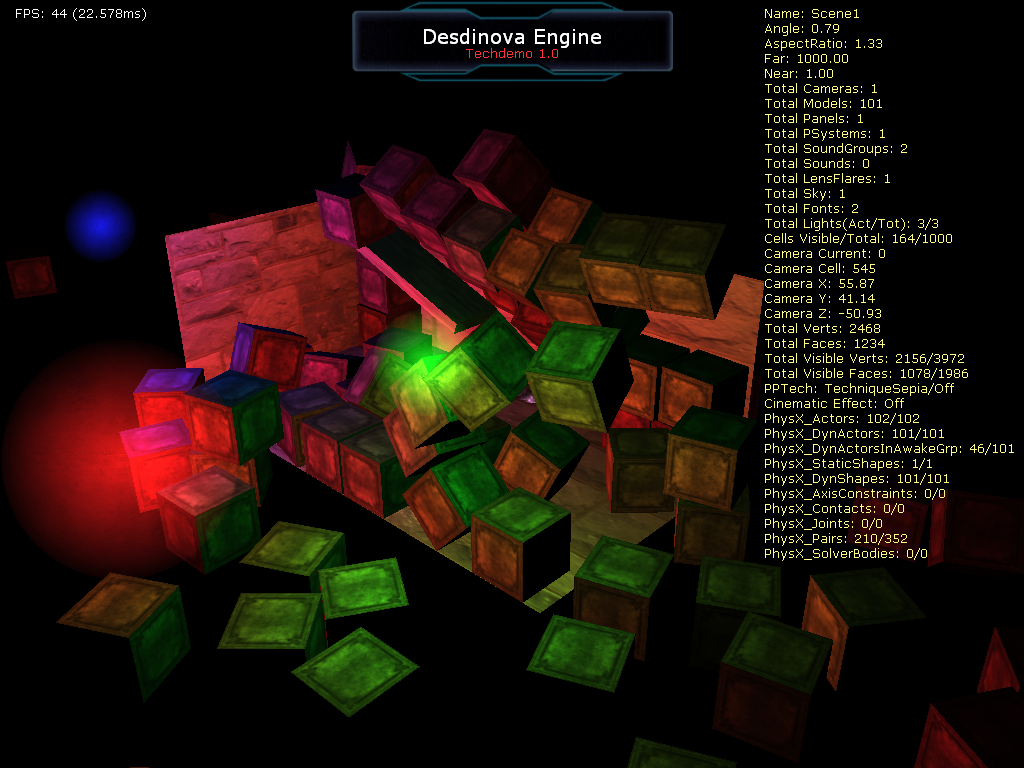 FPS: 44 (22.578ms)
Desdinova Engine
Techdemo 1.0
Name: Scene1
Angle: 0.79
AspectRatio: 1.33
Far: 1000.00
Near: 1.00
Total Cameras: 1
Total Models: 101
Total Panels: 1
Total PSystems: 1
Total SoundGroups: 2
Total Sounds: 0
Total LensFlares: 1
Total Sky: 1
Total Fonts: 2
Total Lights(Act/Tot): 3/3
Cells Visible/Total: 164/1000
Camera Current: 0
Camera Cell: 545
Camera X: 55.87
Camera Y: 41.14
Camera Z: -50.93
Total Verts: 2468
Total Faces: 1234
Total Visible Verts: 2156/3972
Total Visible Faces: 1078/1986
PPTech: TechniqueSepia/Off
Cinematic Effect: Off
PhysX_Actors: 102/102
PhysX_DynActors: 101/101
PhysX_DynActorsInAwakeGrp: 46/101
PhysX_StaticShapes: 1/1
PhysX_DynShapes: 101/101
PhysX_AxisConstraints: 0/0
PhysX_Contacts: 0/0
PhysX_Joints: 0/0
PhysX_Pairs: 210/352
PhysX_SolverBodies: 0/0